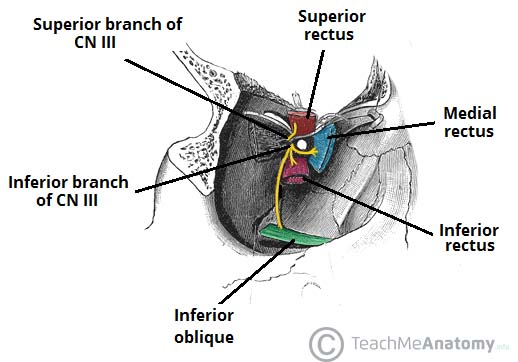 Superior branch of
CN III
Superior
rectus
Medial
rectus
Inferior branch
of CN III
Inferior
rectus
Inferior
oblique
© TeachMeAnatomy.info